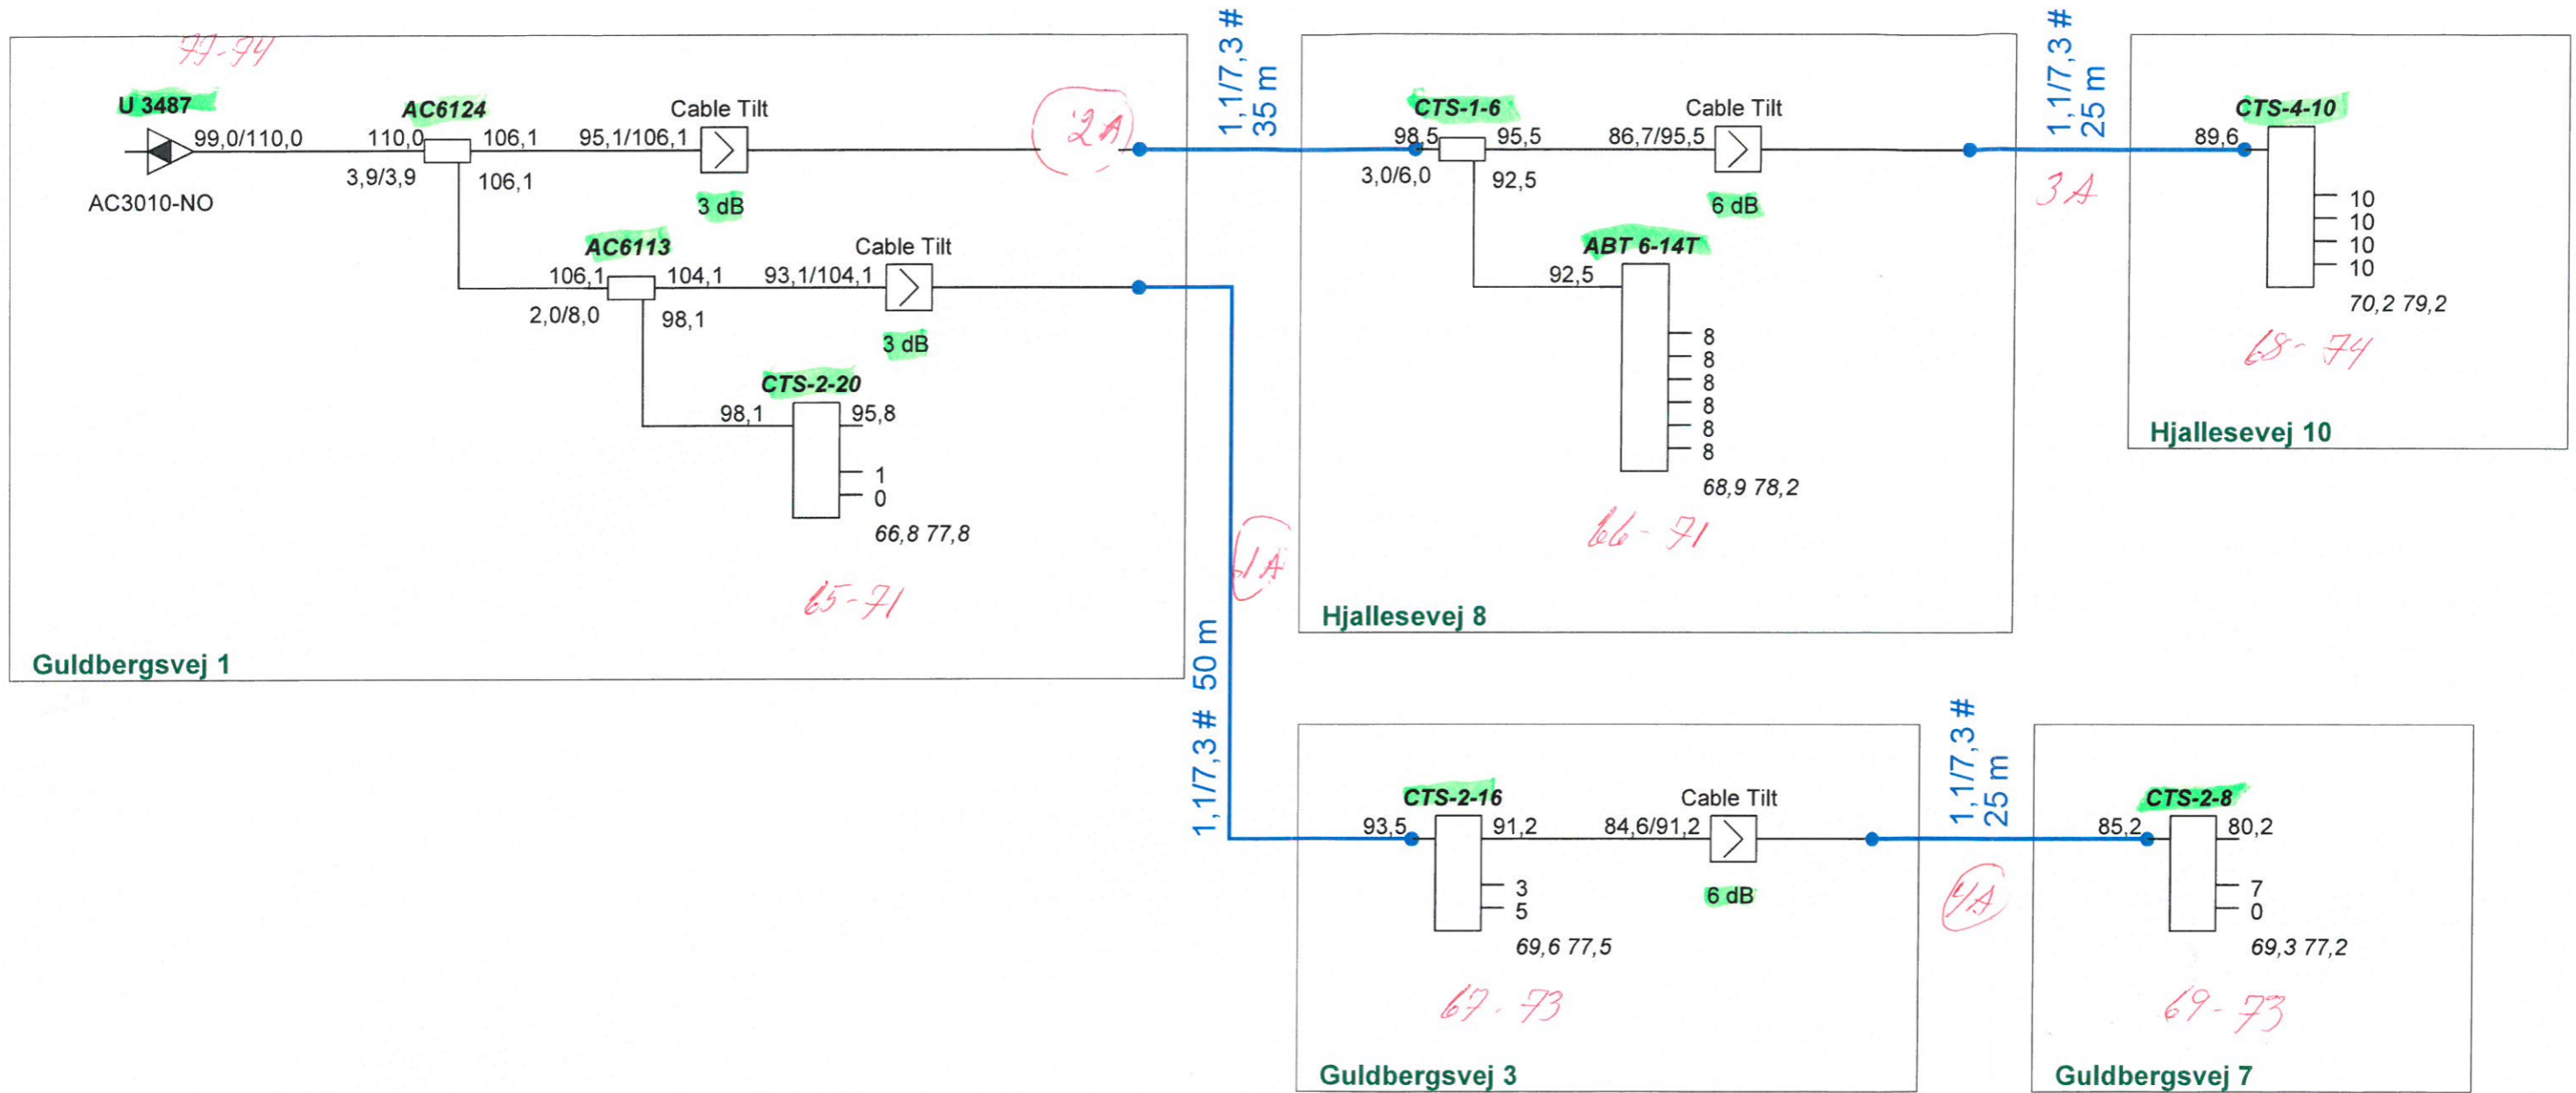 77-74
U 3487
99,0/110,0
AC3010-NO
AC6124
110,0
106,1
3,9/3,9
106,1
95,1/106,1
Cable Tilt
3 dB
2A
AC6113
106,1
104,1
2,0/8,0
98,1
93,1/104,1
Cable Tilt
3 dB
CTS-2-20
98,1
95,8
1
0
66,8 77,8
65-71
Guldbergsvej 1
1,1/7,3 #
35 m
CTS-1-6
98,5
95,5
3,0/6,0
92,5
86,7/95,5
Cable Tilt
6 dB
ABT 6-14T
92,5
8
8
8
8
8
8
68,9 78,2
66-71
Hjallesevej 8
1,1/7,3 #
25 m
3A
CTS-4-10
89,6
10
10
10
10
70,2 79,2
68-74
Hjallesevej 10
1A
1,1/7,3 # 50 m
CTS-2-16
93,5
91,2
84,6/91,2
Cable Tilt
6 dB
3
5
69,6 77,5
67-73
Guldbergsvej 3
1,1/7,3 #
25 m
4A
CTS-2-8
85,2
80,2
7
0
69,3 77,2
69-73
Guldbergsvej 7